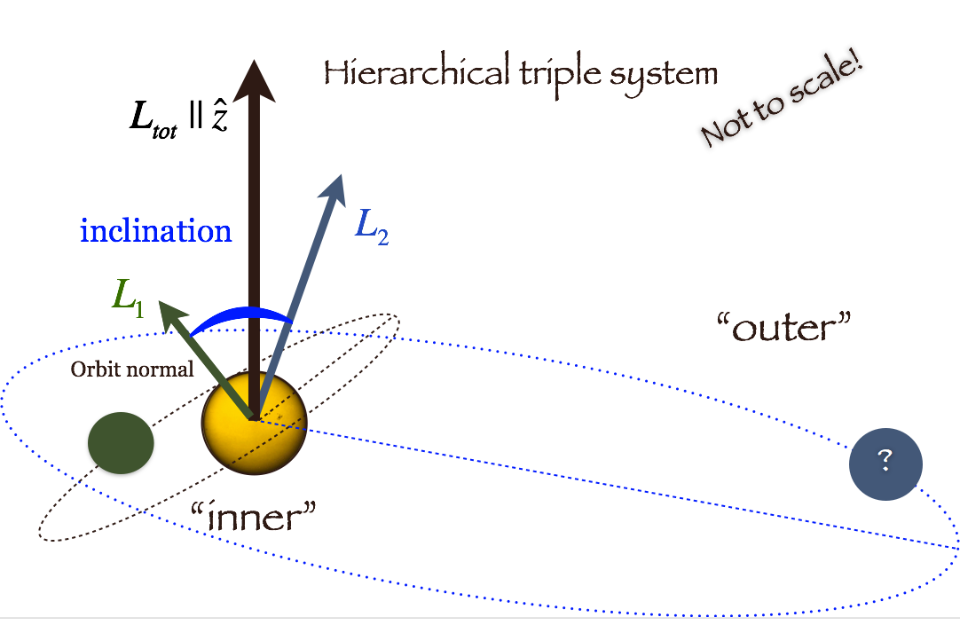 Hierarchical triple system
Not to scale!
L_tot || ẑ
inclination
L_2
L_1
"outer"
Orbit normal
?
"inner"